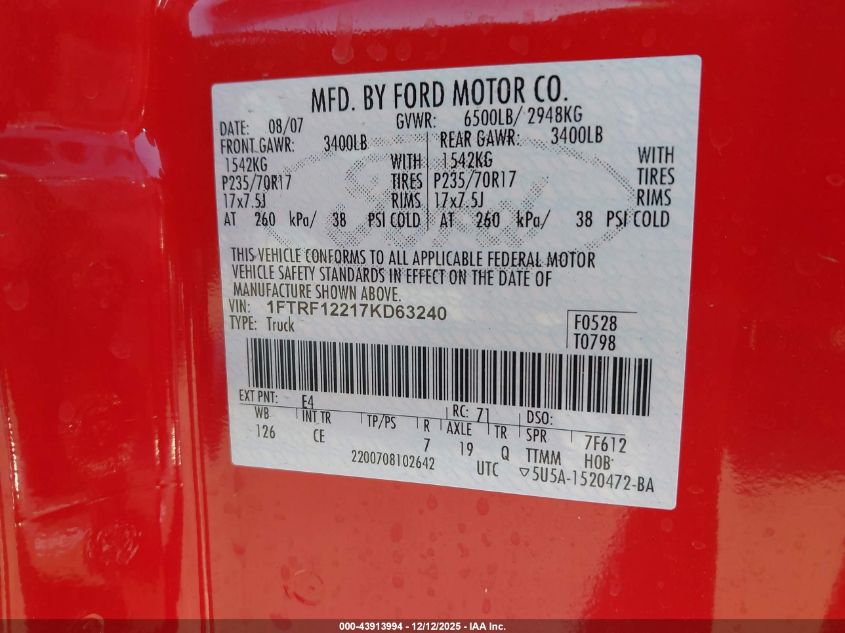 MFD. BY FORD MOTOR CO.
DATE: 08/07 GVWR: 6500LB/ 2948KG
FRONT GAWR: 3400LB REAR GAWR: 3400LB
1542KG WITH 1542KG WITH
P235/70R17 TIRES P235/70R17 TIRES
17x7.5J RIMS 17x7.5J RIMS
AT 260 kPa/ 38 PSI COLD AT 260 kPa/ 38 PSI COLD
THIS VEHICLE CONFORMS TO ALL APPLICABLE FEDERAL MOTOR
VEHICLE SAFETY STANDARDS IN EFFECT ON THE DATE OF
MANUFACTURE SHOWN ABOVE.
VIN: 1FTRF12217KD63240
TYPE: Truck
F0528
T0798
EXT PNT: E4 RC: 71 DSO:
WB INT TR TP/PS R AXLE TR SPR 7F612
126 CE 7 19 Q TTMM HOB
2200708102642 UTC ▽5U5A-1520472-BA
000-43913994 - 12/12/2025 - IAA Inc.